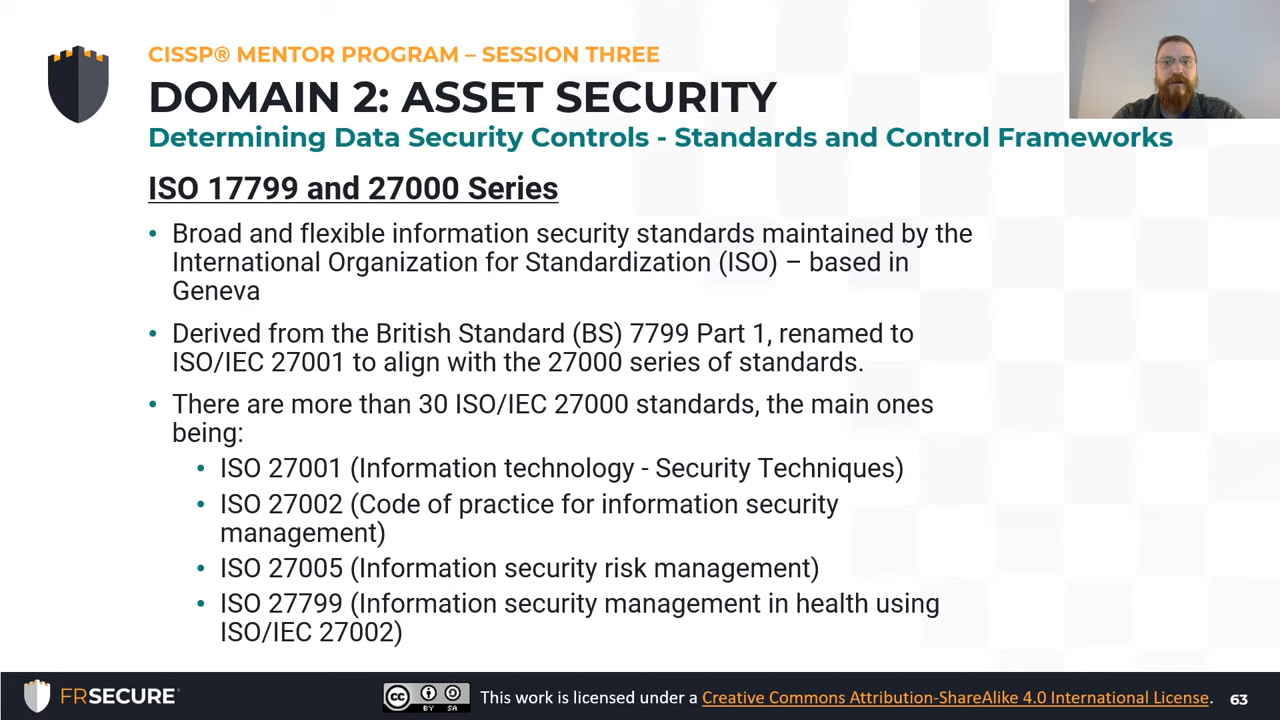 CISSP® MENTOR PROGRAM – SESSION THREE
DOMAIN 2: ASSET SECURITY
Determining Data Security Controls - Standards and Control Frameworks
ISO 17799 and 27000 Series
• Broad and flexible information security standards maintained by the
International Organization for Standardization (ISO) – based in
Geneva
• Derived from the British Standard (BS) 7799 Part 1, renamed to
ISO/IEC 27001 to align with the 27000 series of standards.
• There are more than 30 ISO/IEC 27000 standards, the main ones
being:
• ISO 27001 (Information technology - Security Techniques)
• ISO 27002 (Code of practice for information security
management)
• ISO 27005 (Information security risk management)
• ISO 27799 (Information security management in health using
ISO/IEC 27002)
FRSECURE
cc BY SA
This work is licensed under a Creative Commons Attribution-ShareAlike 4.0 International License.
63